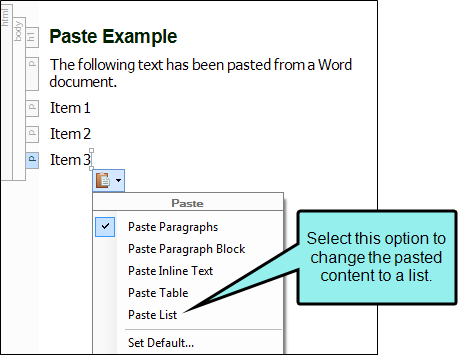 html
body
h1
Paste Example
p
The following text has been pasted from a Word
document.
p
Item 1
p
Item 2
p
Item 3
Paste
Paste Paragraphs
Paste Paragraph Block
Paste Inline Text
Paste Table
Paste List
Set Default...
Select this option to
change the pasted
content to a list.